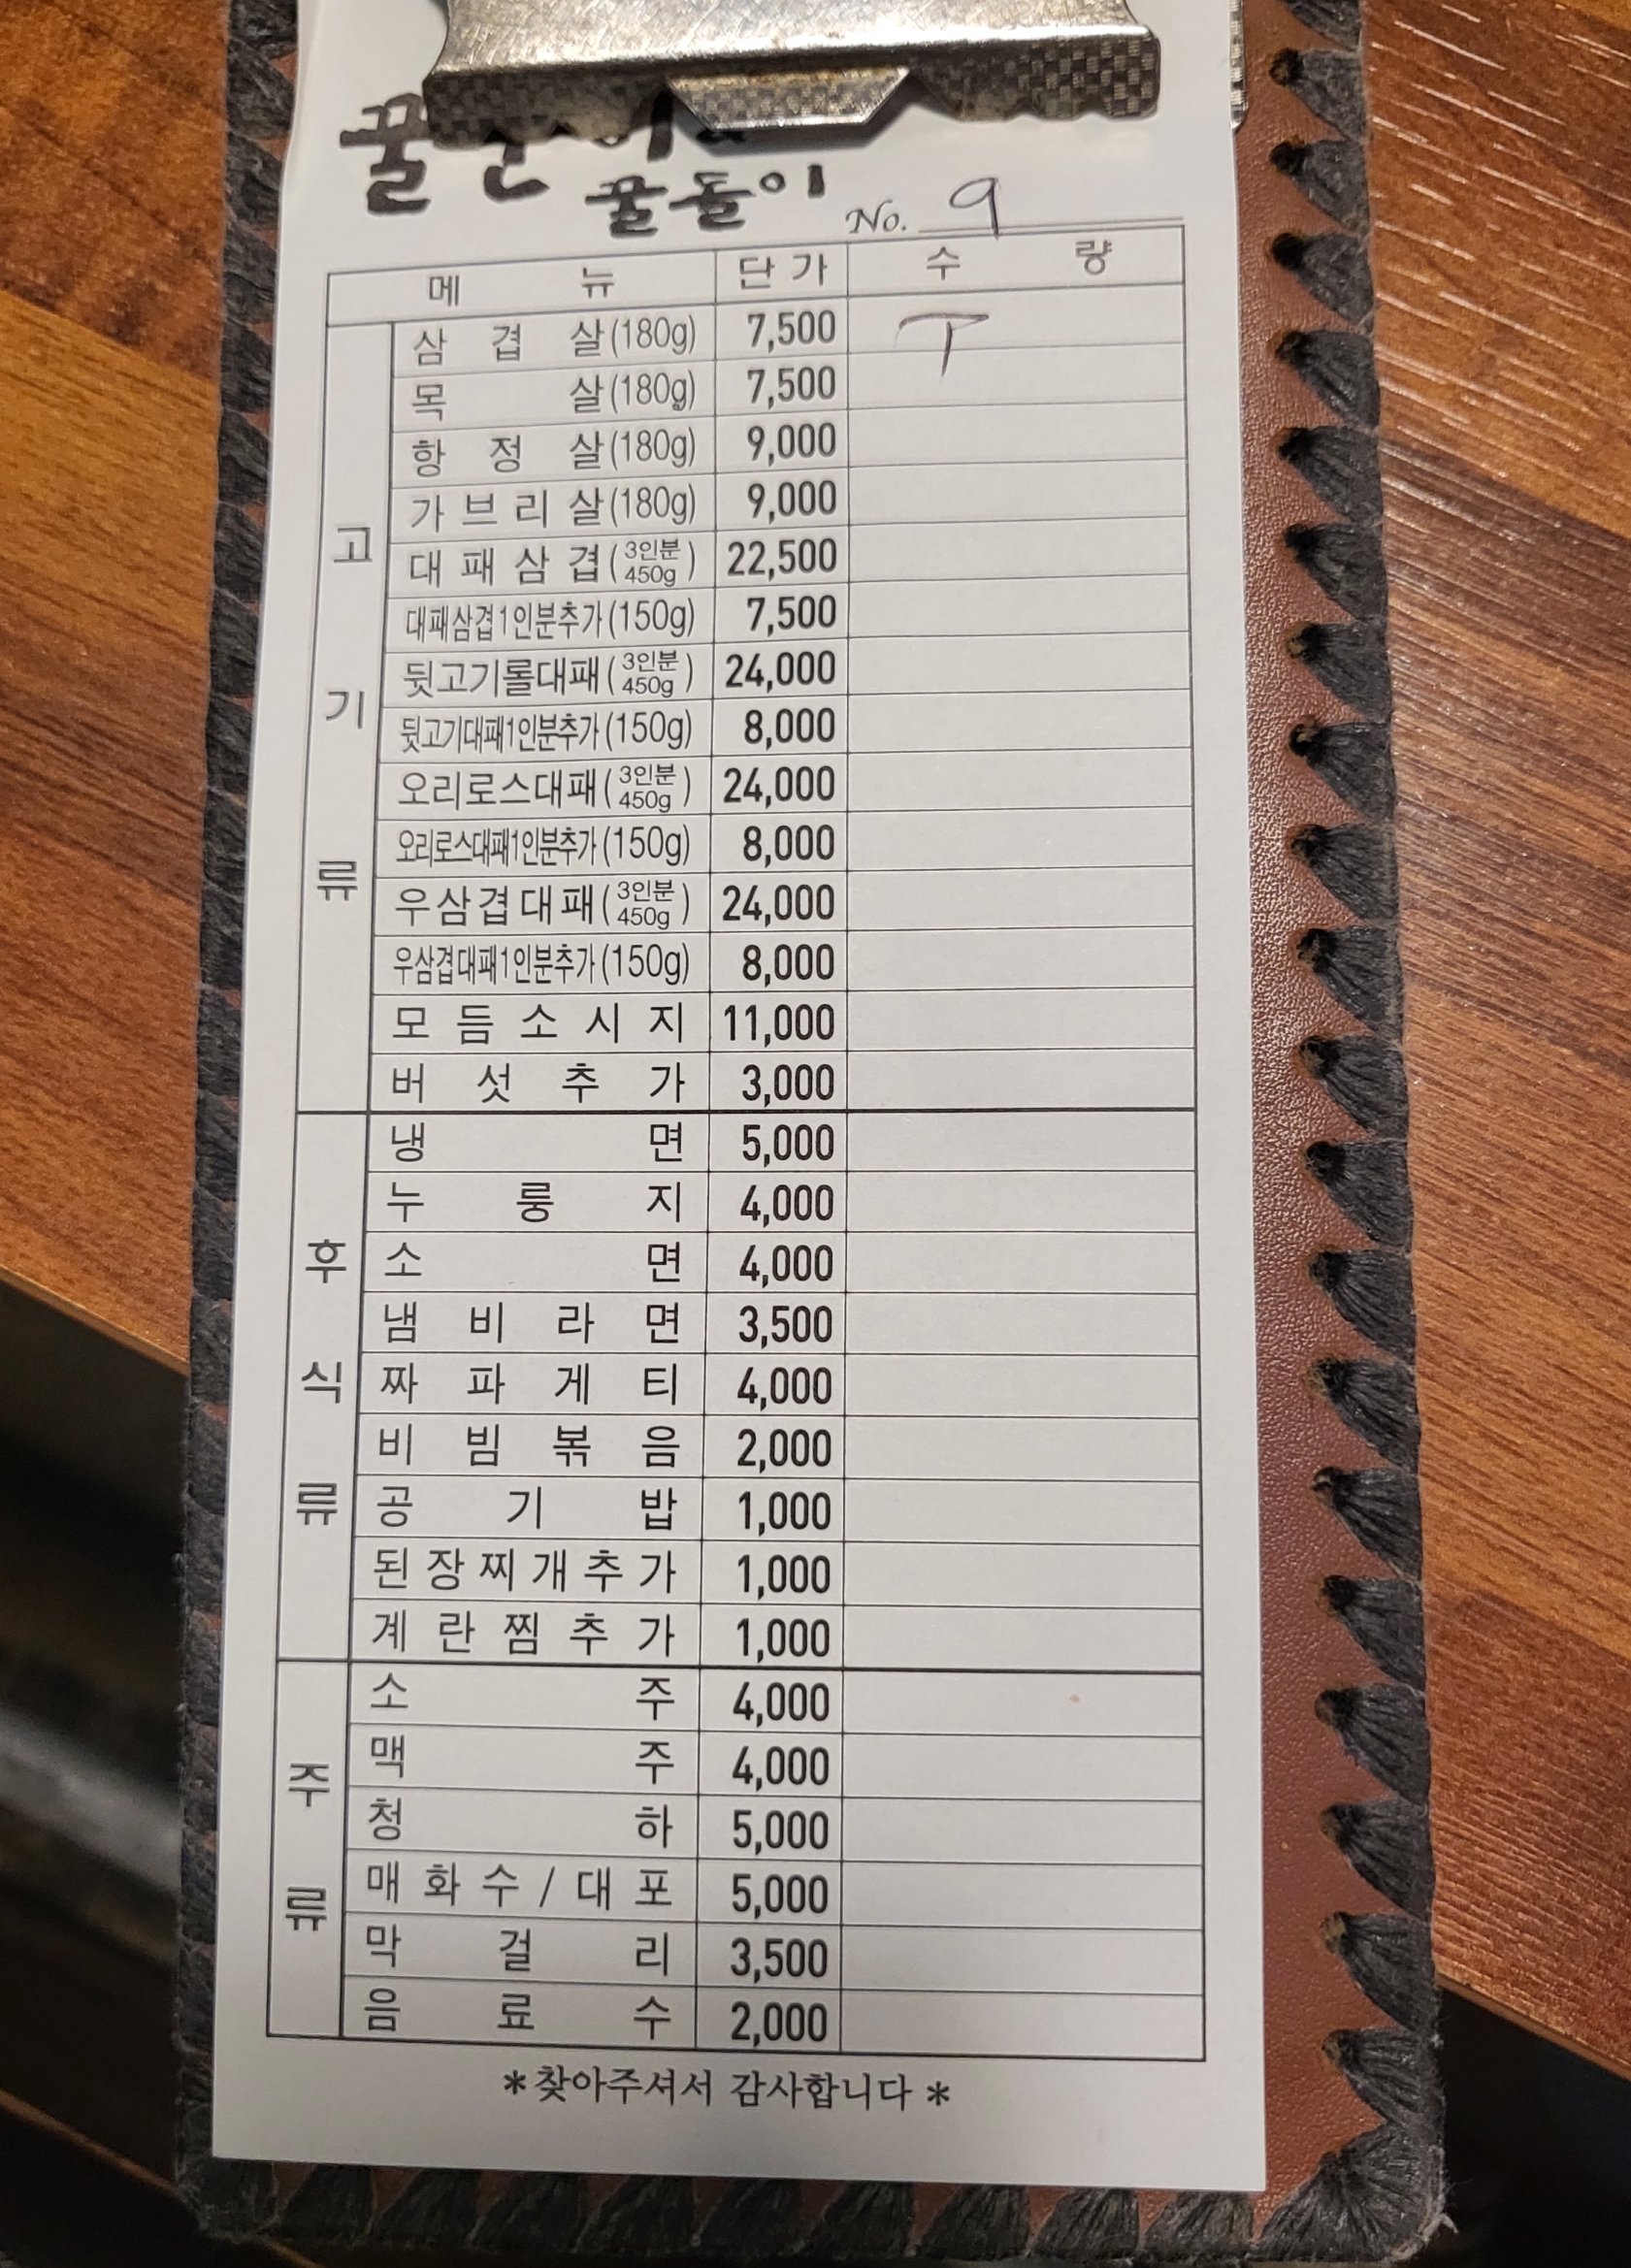 꿀돌이
No. 9
메뉴 단가 수량
고기류
삼겹살(180g) 7,500 T
목살(180g) 7,500
항정살(180g) 9,000
가브리살(180g) 9,000
대패삼겹(3인분 450g) 22,500
대패삼겹1인분추가(150g) 7,500
뒷고기롤대패(3인분 450g) 24,000
뒷고기대패1인분추가(150g) 8,000
오리로스대패(3인분 450g) 24,000
오리로스대패1인분추가(150g) 8,000
우삼겹대패(3인분 450g) 24,000
우삼겹대패1인분추가(150g) 8,000
모듬소시지 11,000
버섯추가 3,000
후식류
냉면 5,000
누룽지 4,000
소면 4,000
냄비라면 3,500
짜파게티 4,000
비빔볶음 2,000
공기밥 1,000
된장찌개추가 1,000
계란찜추가 1,000
주류
소주 4,000
맥주 4,000
청하 5,000
매화수/대포 5,000
막걸리 3,500
음료수 2,000
*찾아주셔서 감사합니다*